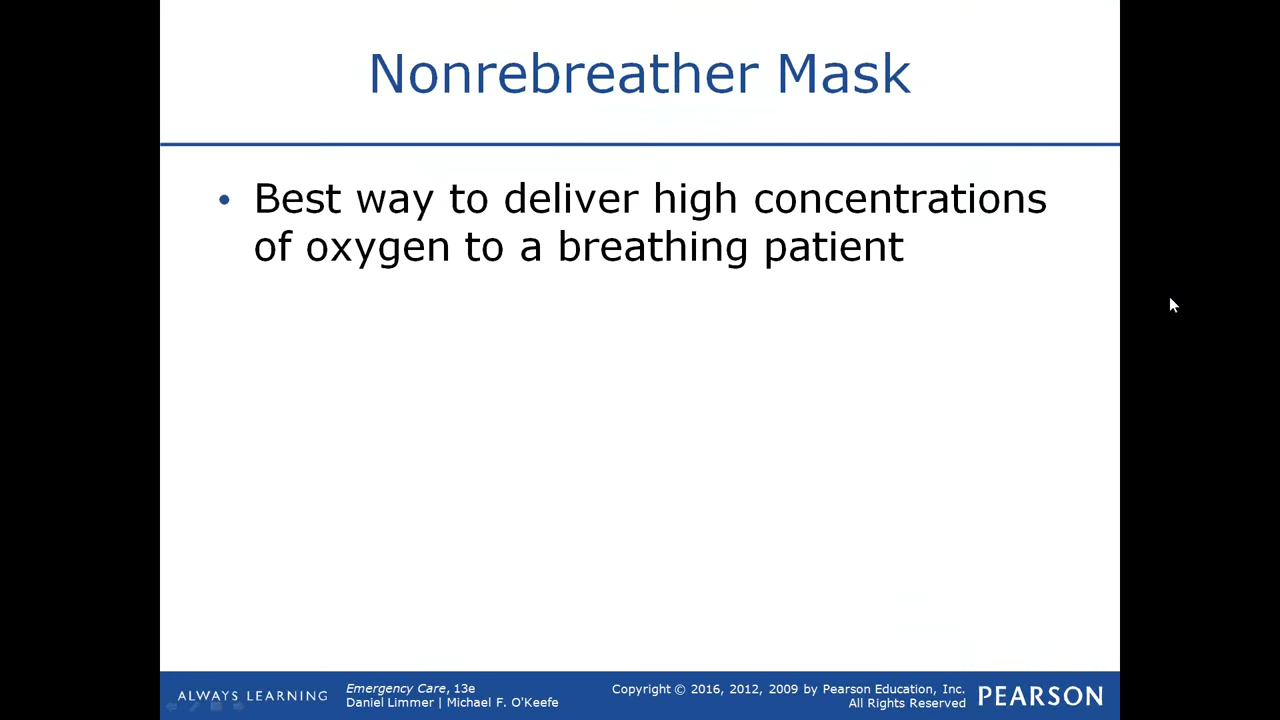 Nonrebreather Mask
• Best way to deliver high concentrations
of oxygen to a breathing patient
ALWAYS LEARNING
Emergency Care, 13e
Daniel Limmer | Michael F. O'Keefe
Copyright © 2016, 2012, 2009 by Pearson Education, Inc.
All Rights Reserved
PEARSON